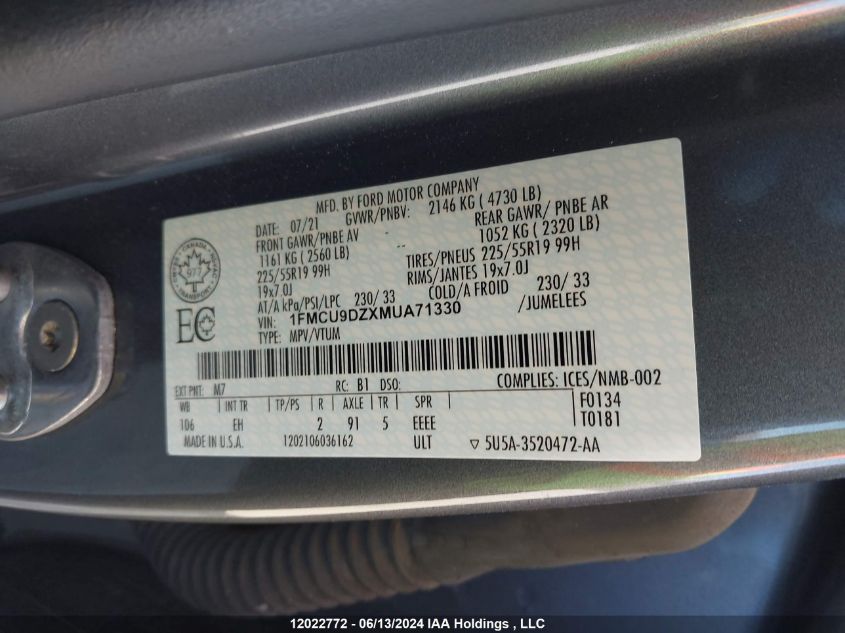 MFD. BY FORD MOTOR COMPANY
DATE: 07/21 GVWR/PNBV: 2146 KG ( 4730 LB)
FRONT GAWR/PNBE AV REAR GAWR/ PNBE AR
1161 KG ( 2560 LB) 1052 KG ( 2320 LB)
225/55R19 99H TIRES/PNEUS 225/55R19 99H
19x7.0J RIMS/JANTES 19x7.0J
AT/A kPa/PSI/LPC 230/ 33 COLD/A FROID 230/ 33
VIN: 1FMCU9DZXMUA71330 /JUMELEES
TYPE: MPV/VTUM
CANADA
TRANSPORT
977
EC
EXT PNT: M7 RC: B1 DSO: COMPLIES: ICES/NMB-002
WB INT TR TP/PS R AXLE TR SPR F0134
106 EH 2 91 5 EEEE T0181
MADE IN U.S.A. 1202106036162 ULT ▽ 5U5A-3520472-AA
12022772 - 06/13/2024 IAA Holdings , LLC